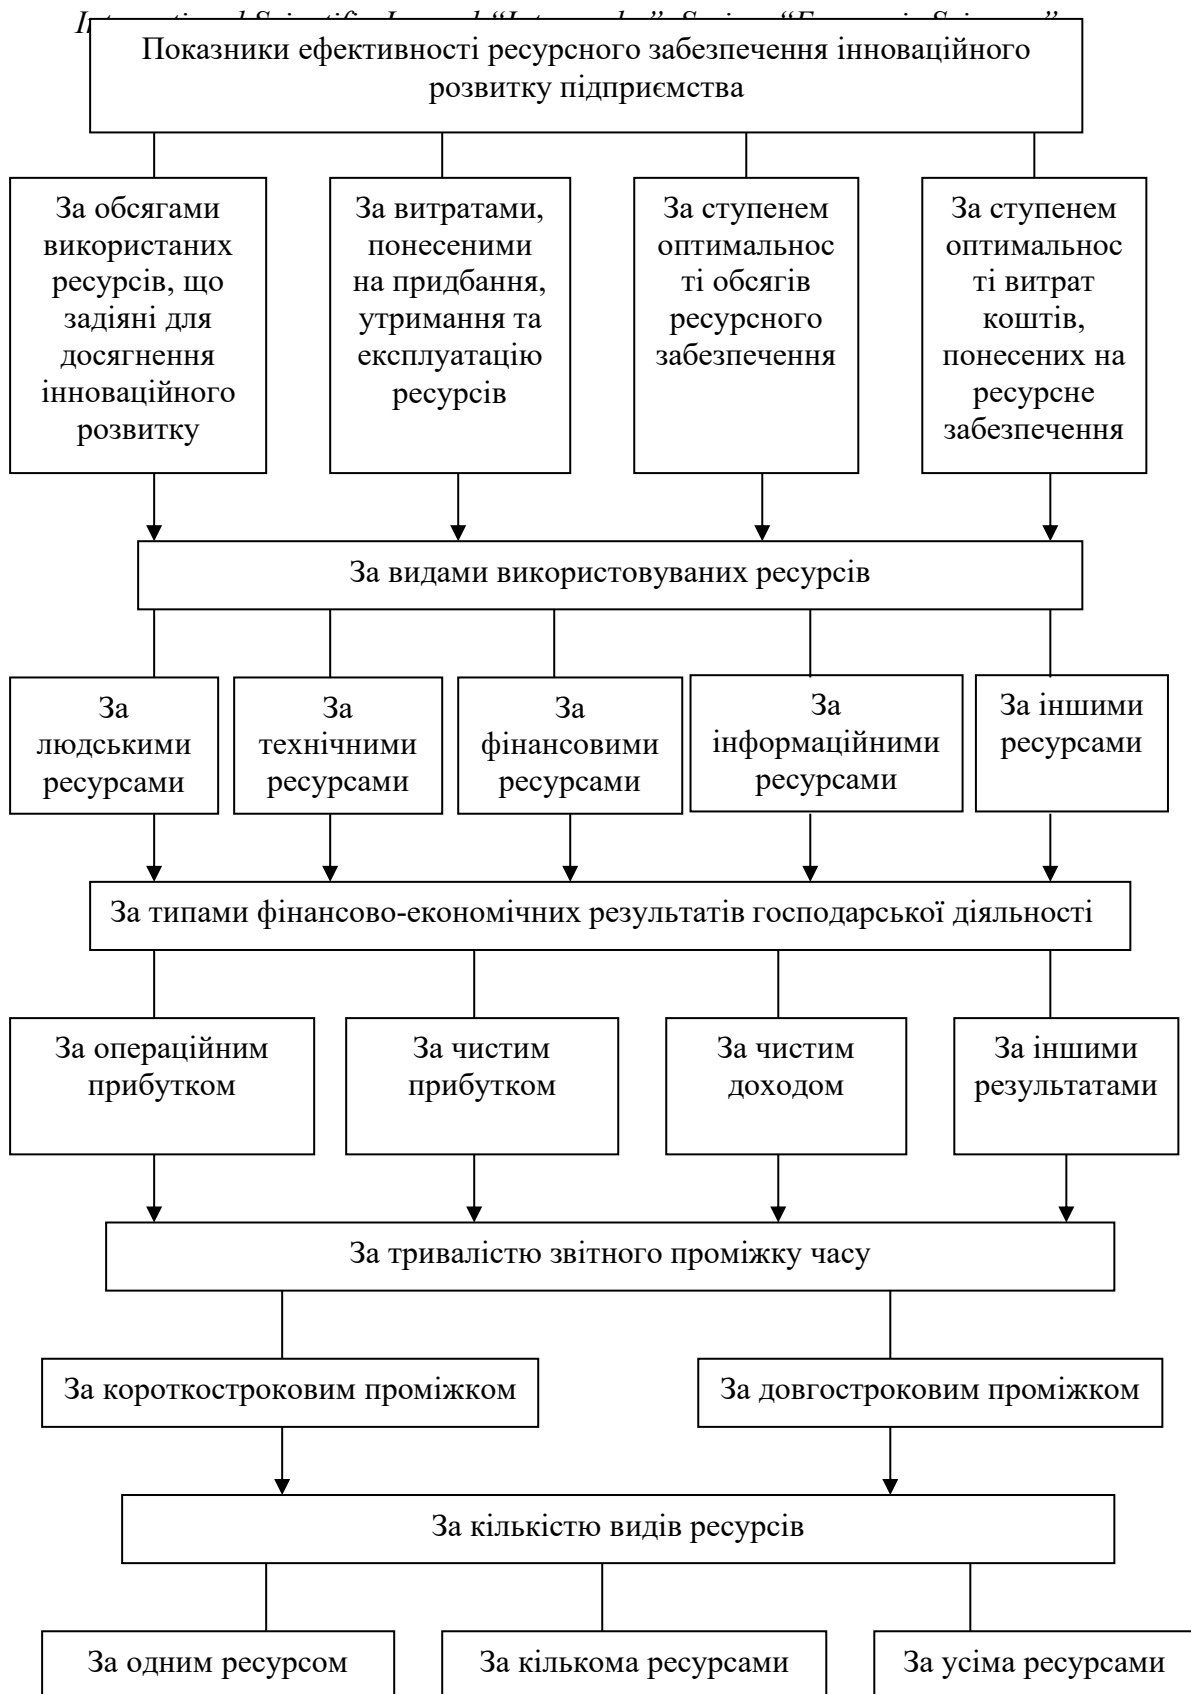 Показники ефективності ресурсного забезпечення інноваційного
розвитку підприємства
За обсягами
використаних
ресурсів, що
задіяні для
досягнення
інноваційного
розвитку
За витратами,
понесеними
на придбання,
утримання та
експлуатацію
ресурсів
За ступенем
оптимальнос
ті обсягів
ресурсного
забезпечення
За ступенем
оптимальнос
ті витрат
коштів,
понесених на
ресурсне
забезпечення
За видами використовуваних ресурсів
За
людськими
ресурсами
За
технічними
ресурсами
За
фінансовими
ресурсами
За
інформаційними
ресурсами
За іншими
ресурсами
За типами фінансово-економічних результатів господарської діяльності
За операційним
прибутком
За чистим
прибутком
За чистим
доходом
За іншими
результатами
За тривалістю звітного проміжку часу
За короткостроковим проміжком
За довгостроковим проміжком
За кількістю видів ресурсів
За одним ресурсом
За кількома ресурсами
За усіма ресурсами